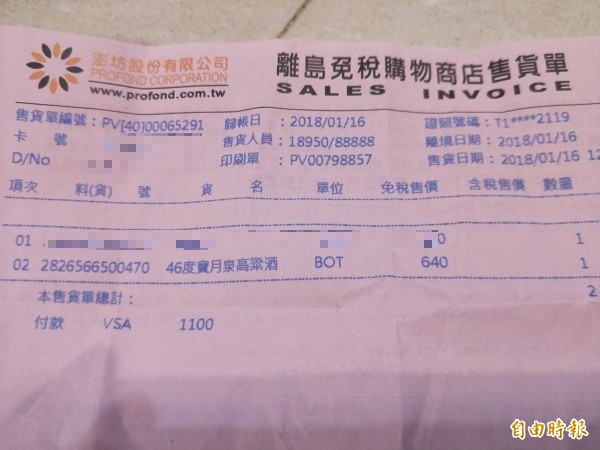 澎坊股份有限公司
PROFOND CORPORATION
www.profond.com.tw
離島免稅購物商店售貨單
SALES INVOICE
售貨單編號：PV[40]00065291 歸帳日：2018/01/16 證照號碼：T1****2119
卡 號 售貨人員：18950/88888 離境日期：2018/01/16
D/No 印刷單：PV00798857 售貨日期：2018/01/16 12
項次 料(貨) 號 貨 名 單位 免稅售價 含稅售價 數量
01 0 1
02 2826566500470 46度寶月泉高粱酒 BOT 640 1
本售貨單總計： 2
付款 VSA 1100
自由時報